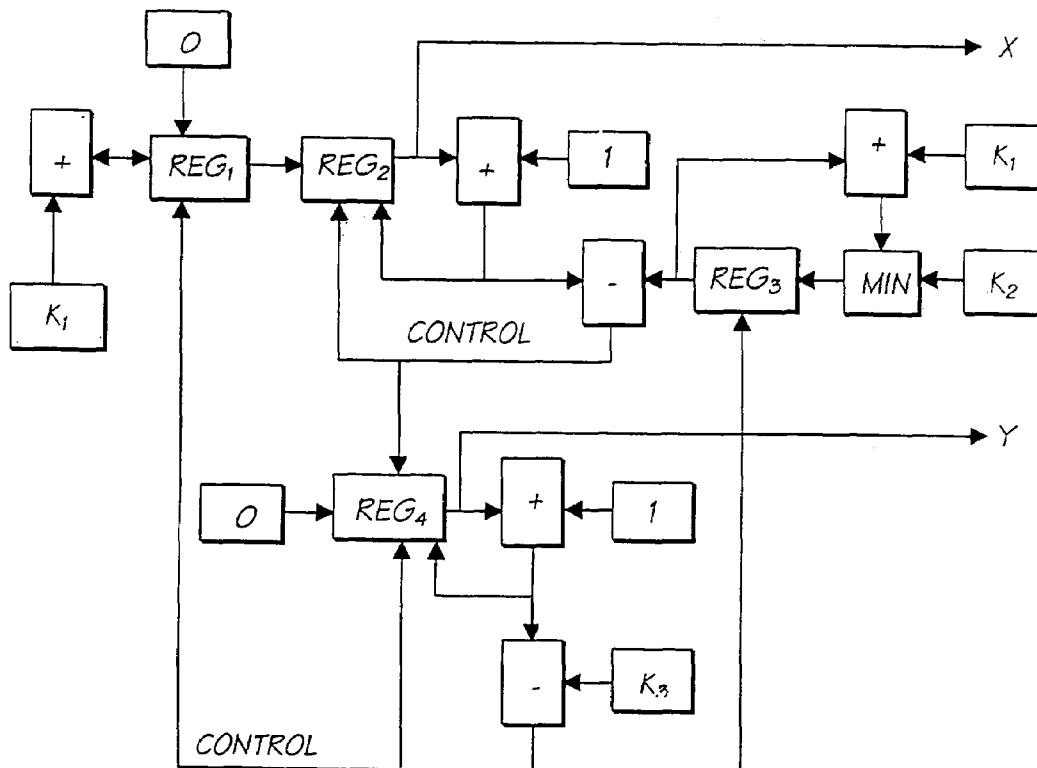 0
X
+
REG₁
REG₂
+
1
+
K₁
K₁
-
REG₃
MIN
K₂
CONTROL
Y
0
REG₄
+
1
-
K₃
CONTROL